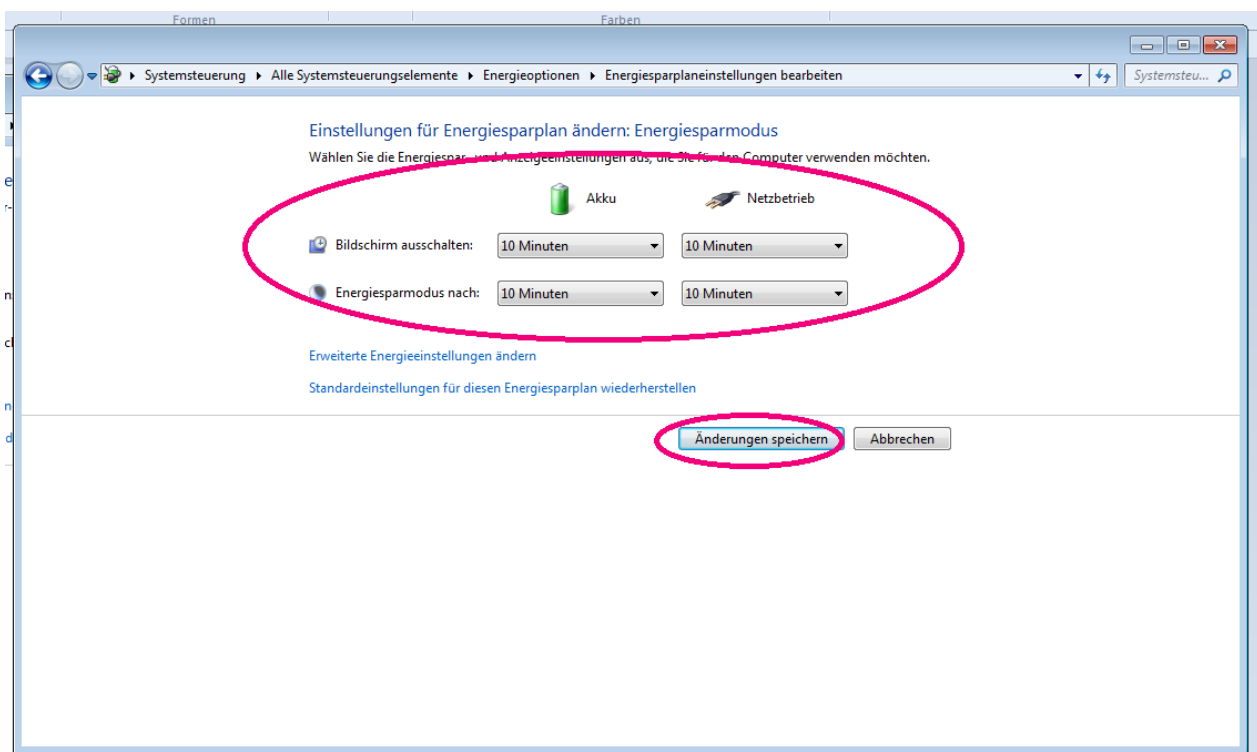 Formen Farben
Systemsteuerung Alle Systemsteuerungselemente Energieoptionen Energiesparplaneinstellungen bearbeiten Systemsteu...
Einstellungen für Energiesparplan ändern: Energiesparmodus
Wählen Sie die Energiespar- und Anzeigeeinstellungen aus, die Sie für den Computer verwenden möchten.
Akku Netzbetrieb
Bildschirm ausschalten: 10 Minuten 10 Minuten
Energiesparmodus nach: 10 Minuten 10 Minuten
Erweiterte Energieeinstellungen ändern
Standardeinstellungen für diesen Energiesparplan wiederherstellen
Änderungen speichern Abbrechen